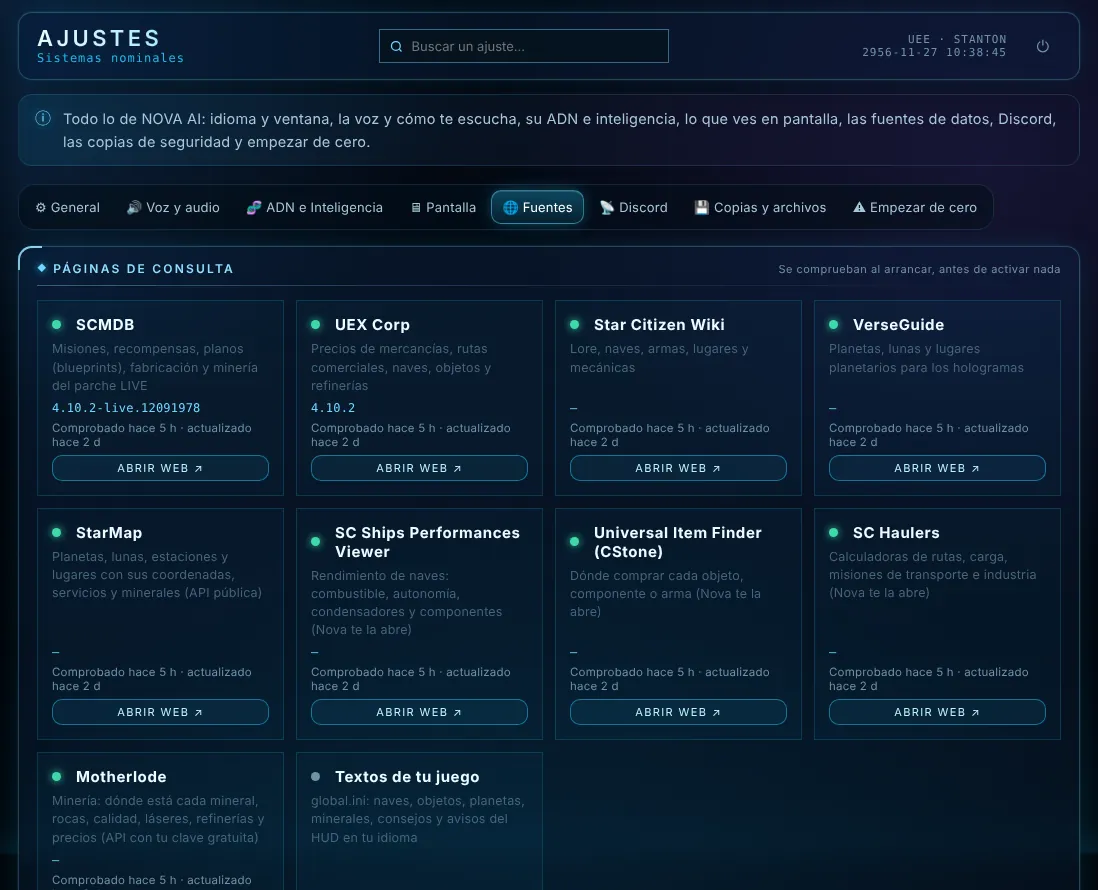 AJUSTES
Sistemas nominales
Buscar un ajuste...
UEE · STANTON
2956-11-27 10:38:45
Todo lo de NOVA AI: idioma y ventana, la voz y cómo te escucha, su ADN e inteligencia, lo que ves en pantalla, las fuentes de datos, Discord,
las copias de seguridad y empezar de cero.
General
Voz y audio
ADN e Inteligencia
Pantalla
Fuentes
Discord
Copias y archivos
Empezar de cero
PÁGINAS DE CONSULTA
Se comprueban al arrancar, antes de activar nada
SCMDB
Misiones, recompensas, planos
(blueprints), fabricación y minería
del parche LIVE
4.10.2-live.12091978
Comprobado hace 5 h · actualizado
hace 2 d
ABRIR WEB ↗
UEX Corp
Precios de mercancías, rutas
comerciales, naves, objetos y
refinerías
4.10.2
Comprobado hace 5 h · actualizado
hace 2 d
ABRIR WEB ↗
Star Citizen Wiki
Lore, naves, armas, lugares y
mecánicas
—
Comprobado hace 5 h · actualizado
hace 2 d
ABRIR WEB ↗
VerseGuide
Planetas, lunas y lugares
planetarios para los hologramas
—
Comprobado hace 5 h · actualizado
hace 2 d
ABRIR WEB ↗
StarMap
Planetas, lunas, estaciones y
lugares con sus coordenadas,
servicios y minerales (API pública)
—
Comprobado hace 5 h · actualizado
hace 2 d
ABRIR WEB ↗
SC Ships Performances
Viewer
Rendimiento de naves:
combustible, autonomía,
condensadores y componentes
(Nova te la abre)
—
Comprobado hace 5 h · actualizado
hace 2 d
ABRIR WEB ↗
Universal Item Finder
(CStone)
Dónde comprar cada objeto,
componente o arma (Nova te la
abre)
—
Comprobado hace 5 h · actualizado
hace 2 d
ABRIR WEB ↗
SC Haulers
Calculadoras de rutas, carga,
misiones de transporte e industria
(Nova te la abre)
—
Comprobado hace 5 h · actualizado
hace 2 d
ABRIR WEB ↗
Motherlode
Minería: dónde está cada mineral,
rocas, calidad, láseres, refinerías y
precios (API con tu clave gratuita)
—
Comprobado hace 5 h · actualizado
Textos de tu juego
global.ini: naves, objetos, planetas,
minerales, consejos y avisos del
HUD en tu idioma